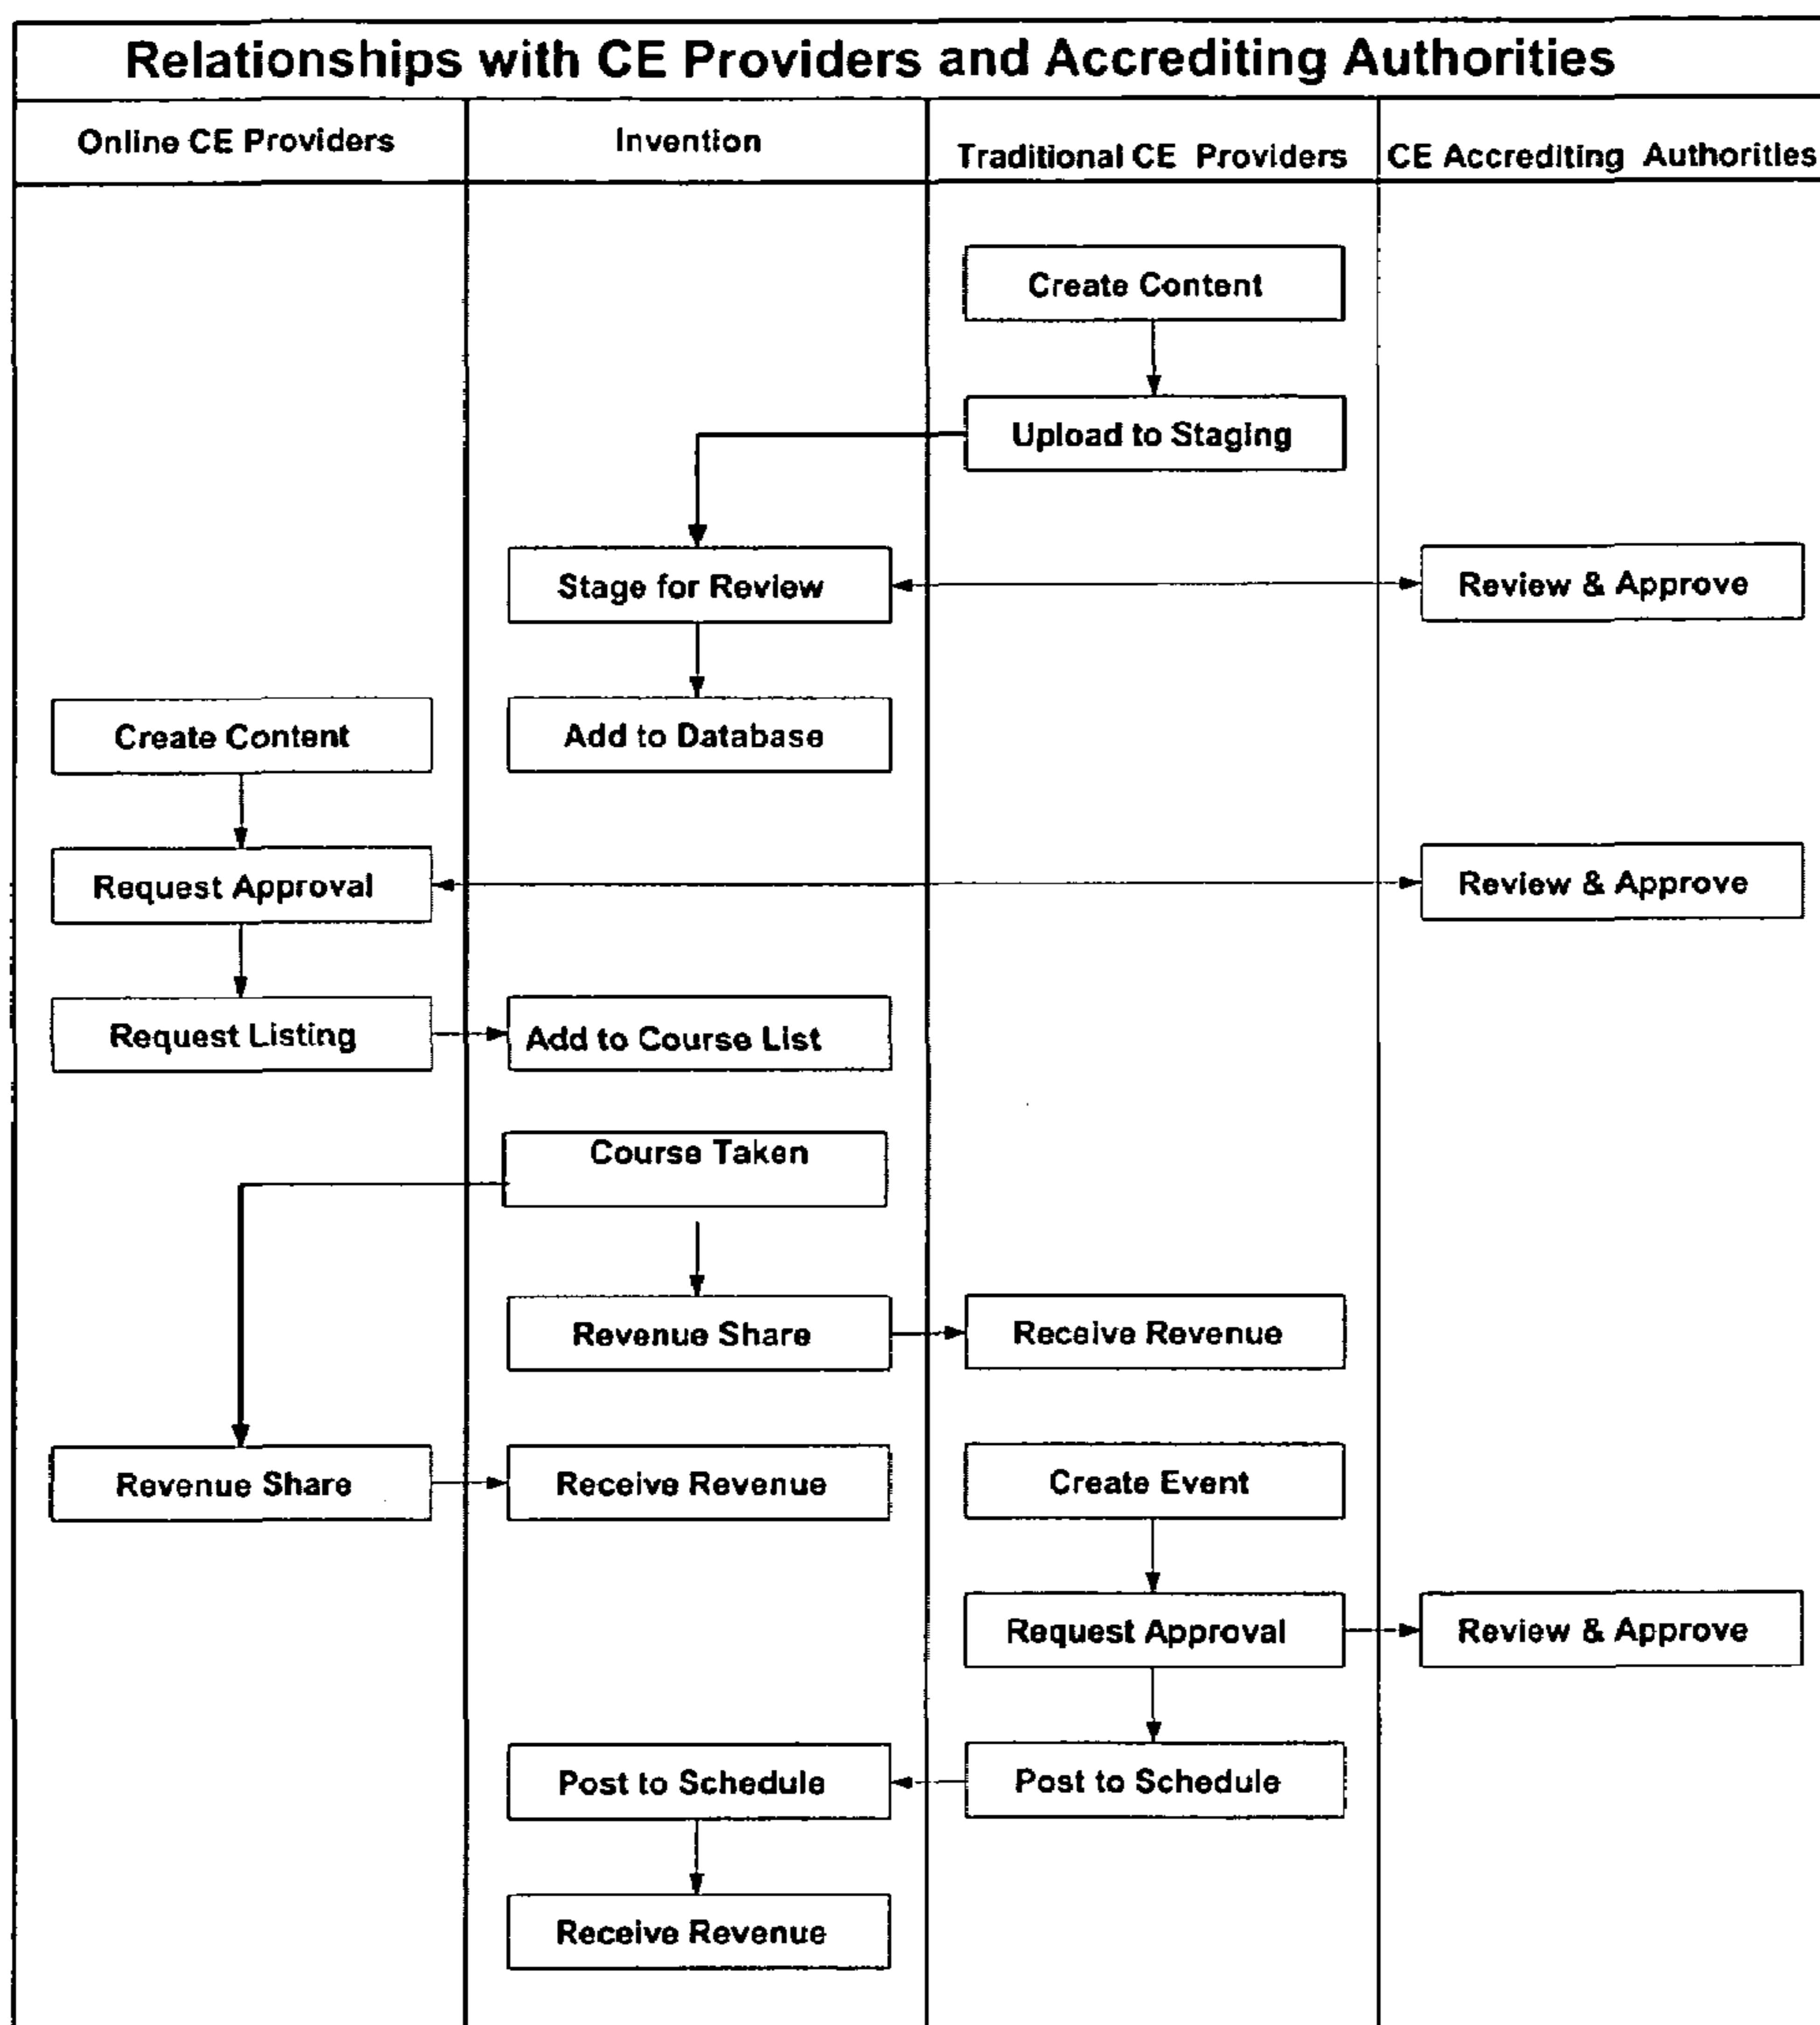 Relationships with CE Providers and Accrediting Authorities
Online CE Providers
Invention
Traditional CE Providers
CE Accrediting Authorities
Create Content
Upload to Staging
Stage for Review
Review & Approve
Create Content
Add to Database
Request Approval
Review & Approve
Request Listing
Add to Course List
Course Taken
Revenue Share
Receive Revenue
Revenue Share
Receive Revenue
Create Event
Request Approval
Review & Approve
Post to Schedule
Post to Schedule
Receive Revenue